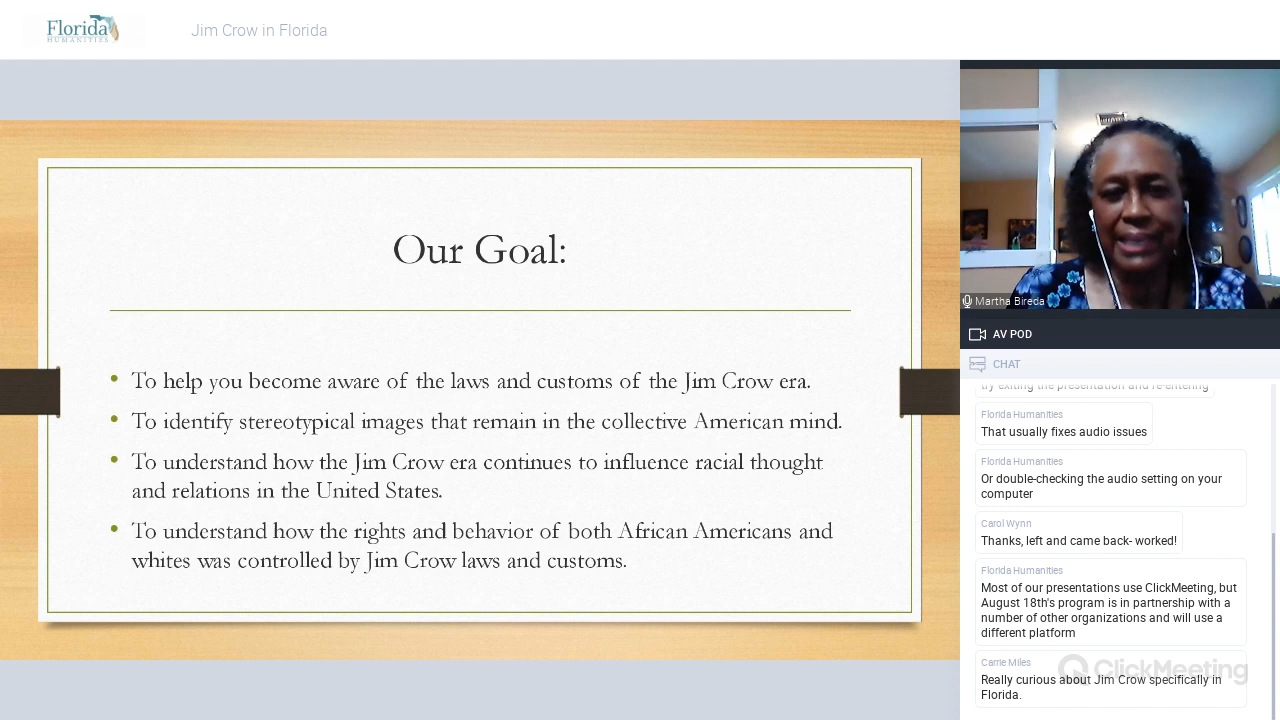 Florida
HUMANITIES
Jim Crow in Florida
Our Goal:
• To help you become aware of the laws and customs of the Jim Crow era.
• To identify stereotypical images that remain in the collective American mind.
• To understand how the Jim Crow era continues to influence racial thought
and relations in the United States.
• To understand how the rights and behavior of both African Americans and
whites was controlled by Jim Crow laws and customs.
Martha Bireda
AV POD
CHAT
try exiting the presentation and re-entering
Florida Humanities
That usually fixes audio issues
Florida Humanities
Or double-checking the audio setting on your
computer
Carol Wynn
Thanks, left and came back- worked!
Florida Humanities
Most of our presentations use ClickMeeting, but
August 18th's program is in partnership with a
number of other organizations and will use a
different platform
Carrie Miles
ClickMeeting
Really curious about Jim Crow specifically in
Florida.